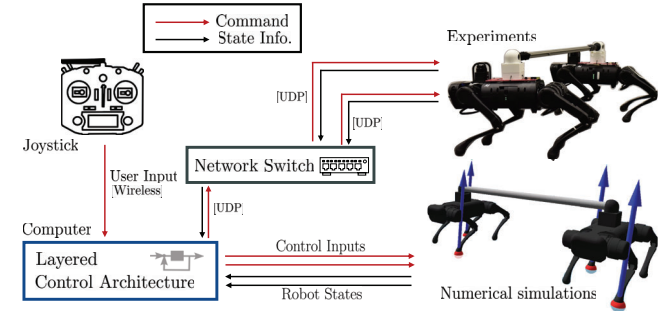 Command
State Info.
Experiments
[UDP]
[UDP]
Joystick
User Input
[Wireless]
Network Switch
[UDP]
Computer
Layered
Control Architecture
Control Inputs
Robot States
Numerical simulations